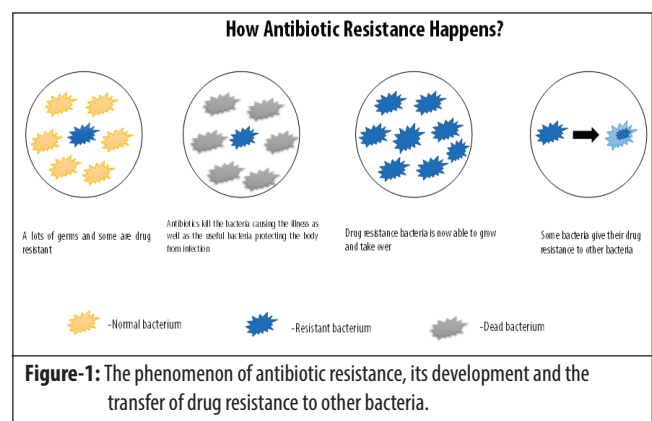 How Antibiotic Resistance Happens?
A lots of germs and some are drug
resistant
Antibiotics kill the bacteria causing the illness as
well as the useful bacteria protecting the body
from infection
Drug resistance bacteria is now able to grow
and take over
Some bacteria give their drug
resistance to other bacteria
-Normal bacterium
-Resistant bacterium
-Dead bacterium
Figure-1: The phenomenon of antibiotic resistance, its development and the
transfer of drug resistance to other bacteria.